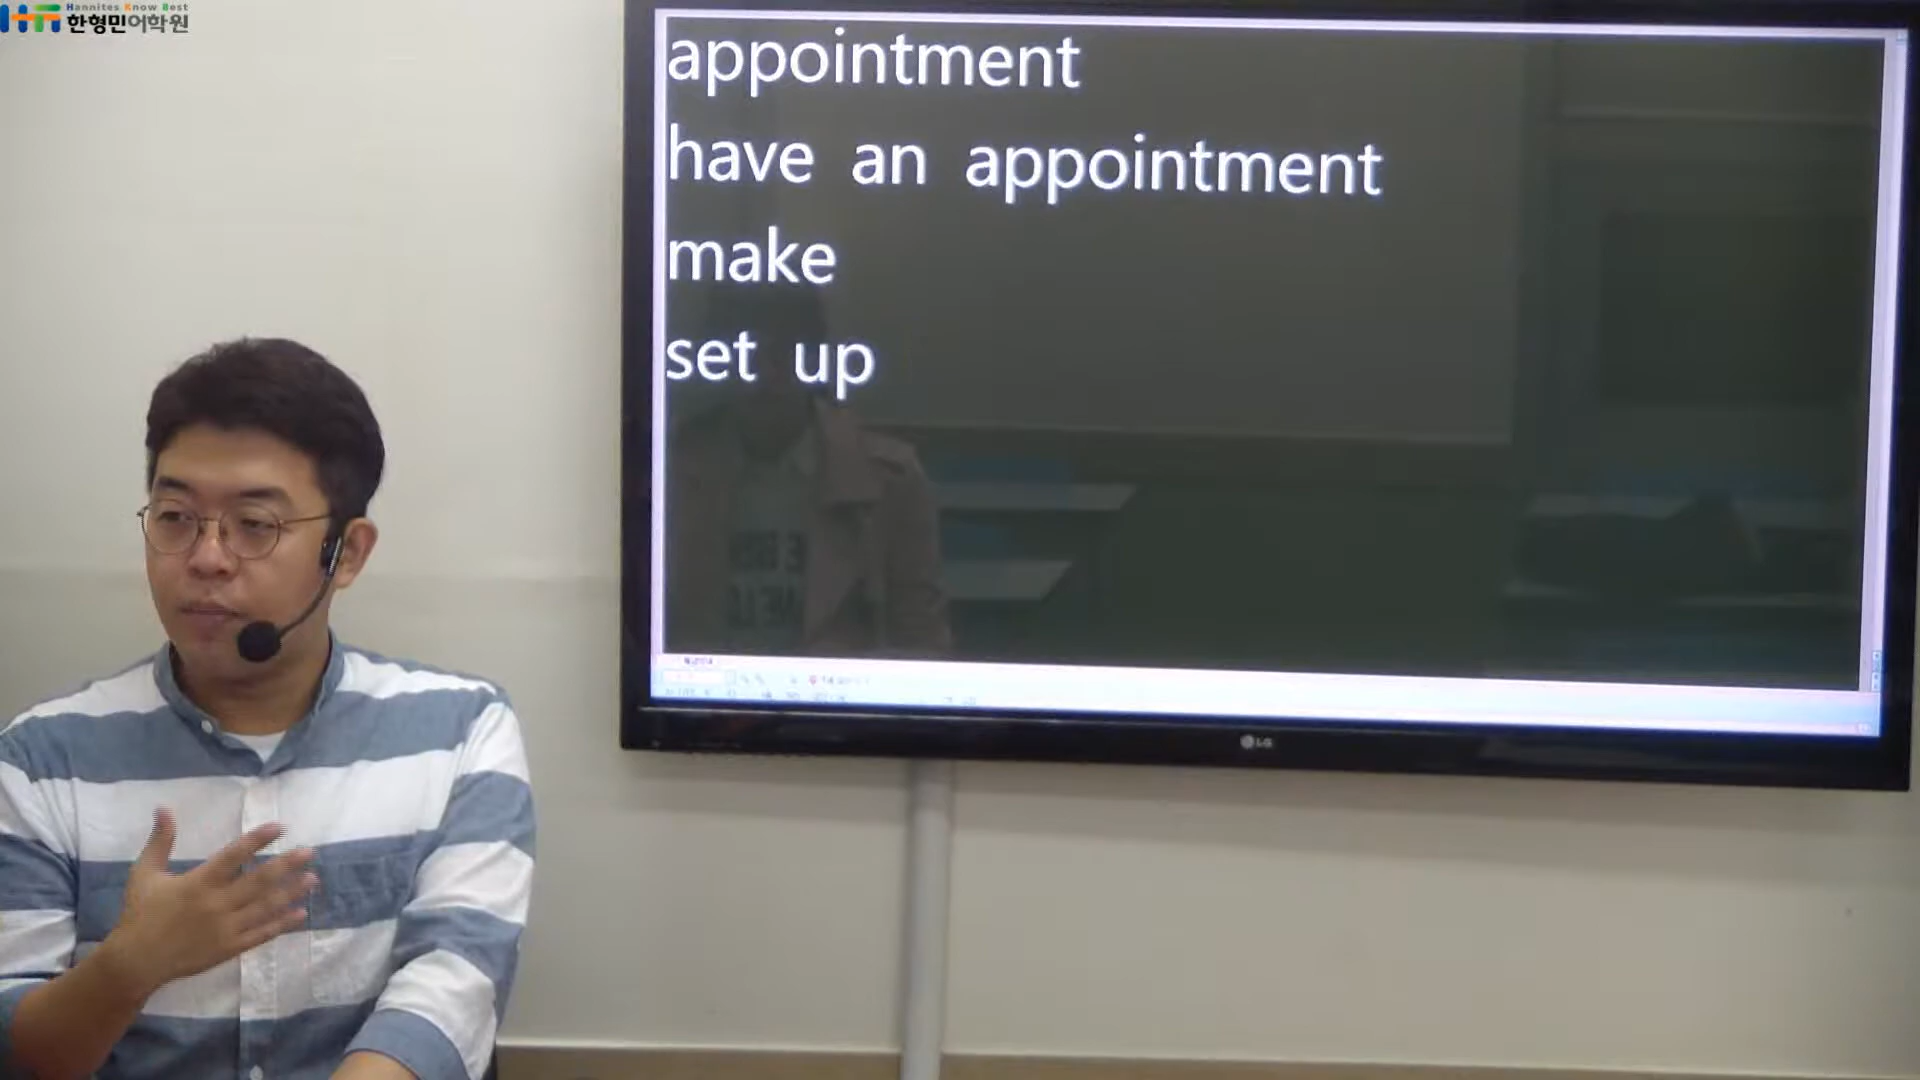 Hannites Know Best
한형민어학원
appointment
have an appointment
make
set up
LG